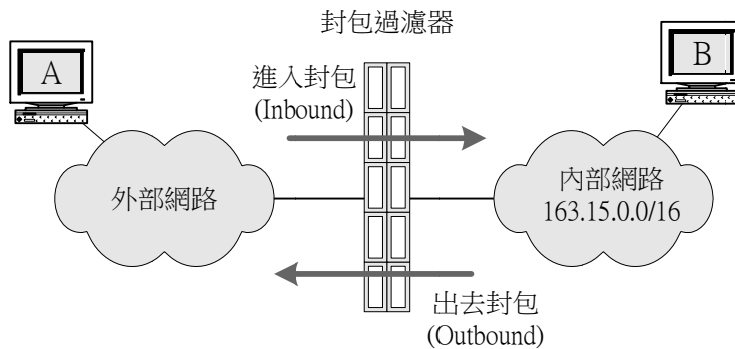 封包過濾器
A
B
進入封包
(Inbound)
外部網路
內部網路
163.15.0.0/16
出去封包
(Outbound)